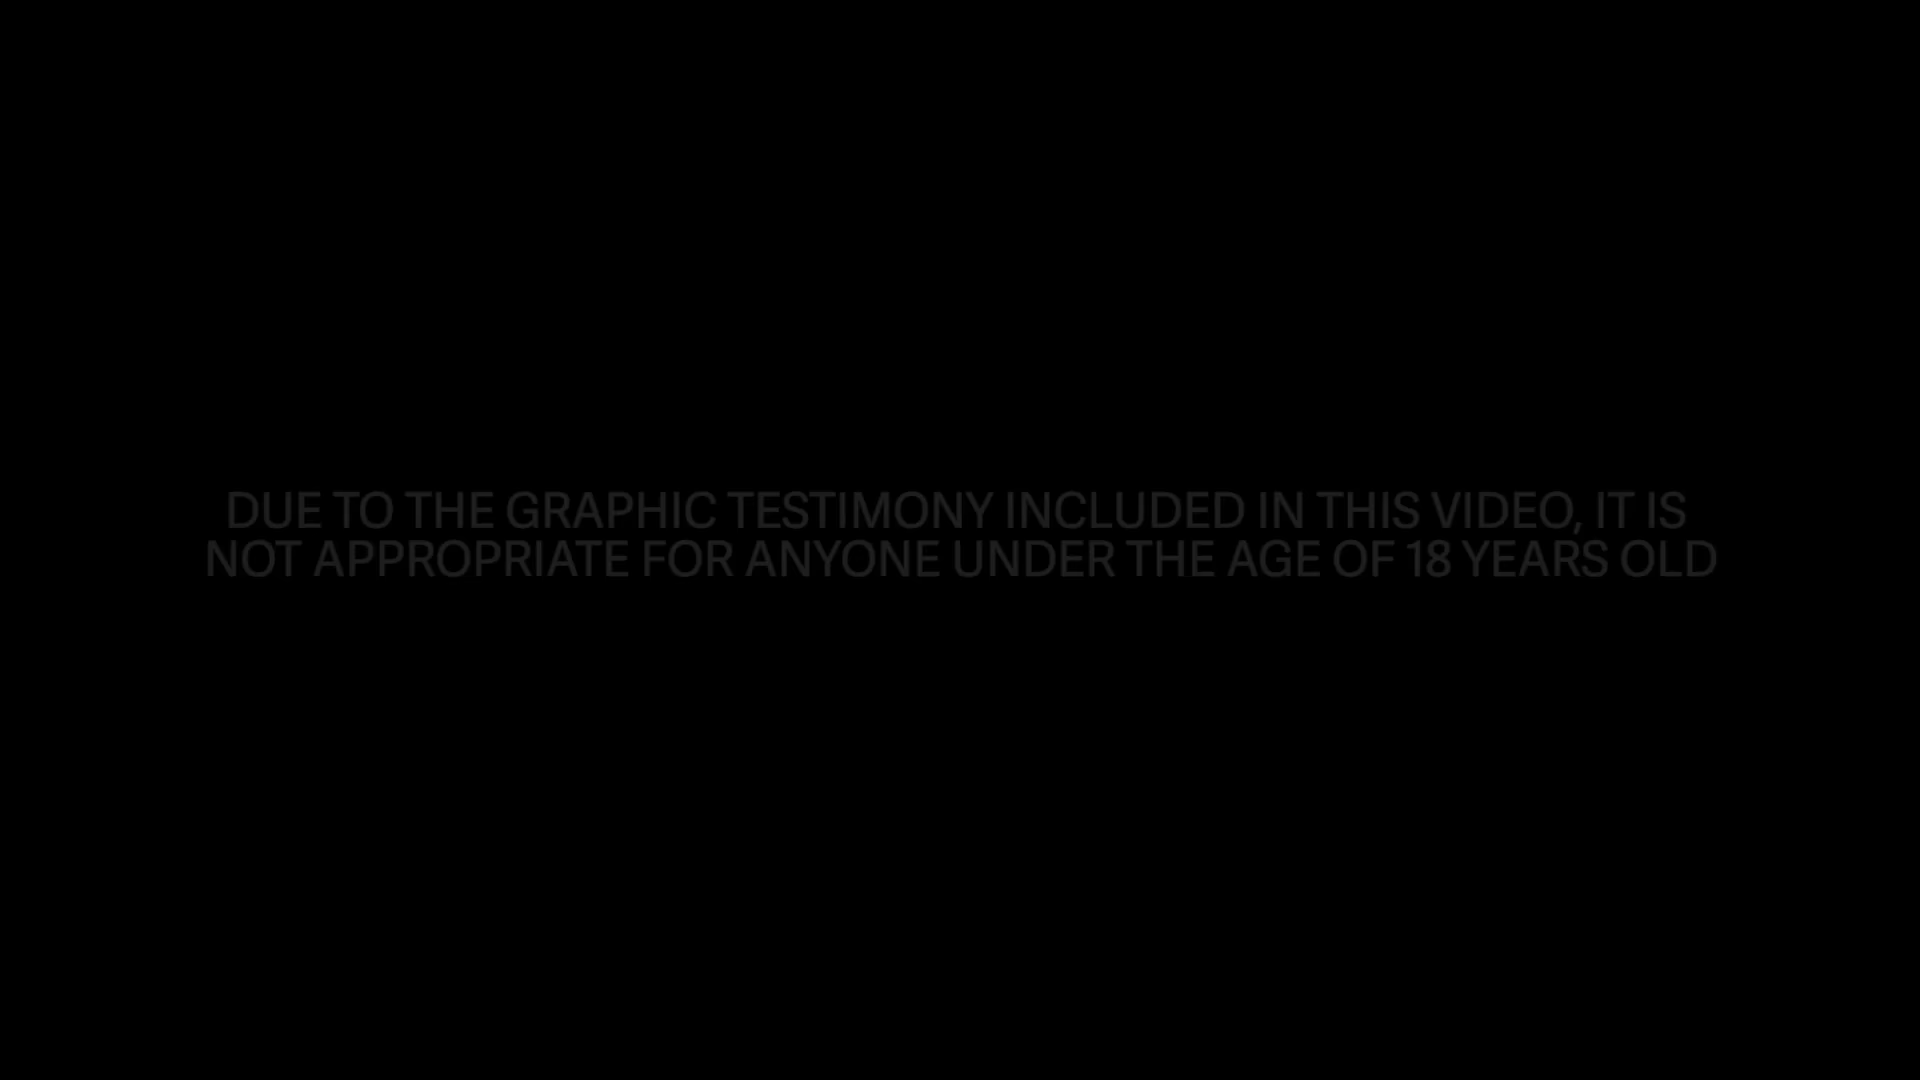 DUE TO THE GRAPHIC TESTIMONY INCLUDED IN THIS VIDEO, IT IS
NOT APPROPRIATE FOR ANYONE UNDER THE AGE OF 18 YEARS OLD